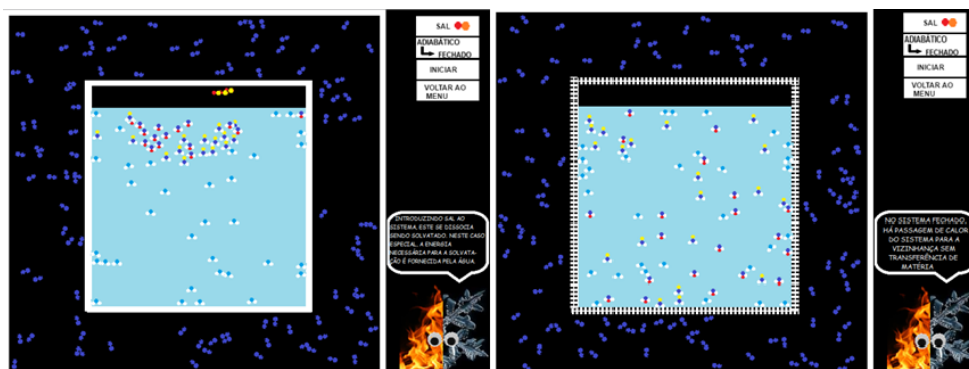 SAL
ADIABÁTICO
FECHADO
INICIAR
VOLTAR AO
MENU
INTRODUZINDO SAL AO
SISTEMA, ESTE SE DISSOCIA
SENDO SOLVATADO. NESTE CASO
ESPECIAL, A ENERGIA
NECESSÁRIA PARA A SOLVATA-
ÇÃO É FORNECIDA PELA ÁGUA.
SAL
ADIABÁTICO
FECHADO
INICIAR
VOLTAR AO
MENU
NO SISTEMA FECHADO,
HÁ PASSAGEM DE CALOR
DO SISTEMA PARA A
VIZINHANÇA SEM
TRANSFERÊNCIA DE
MATÉRIA